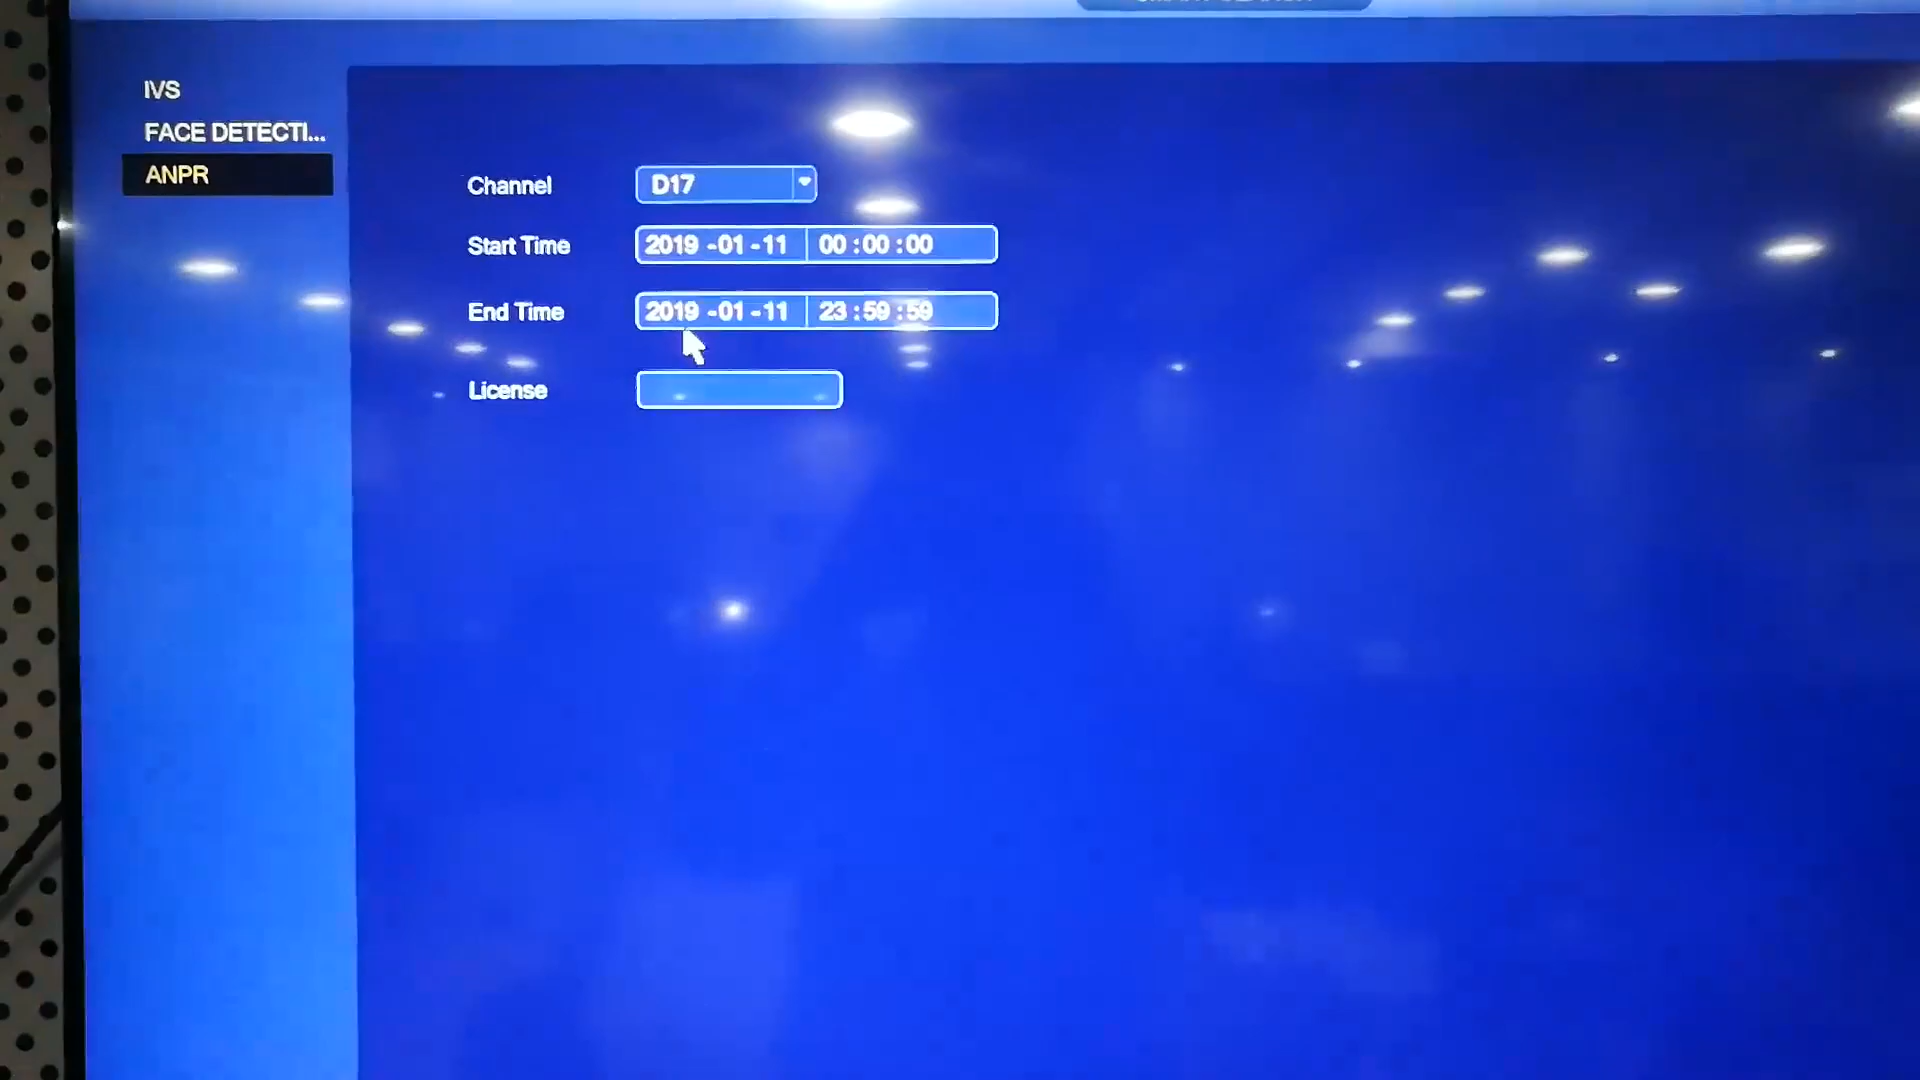 IVS
FACE DETECTI...
ANPR
Channel D17
Start Time 2019 -01 -11 00 :00 :00
End Time 2019 -01 -11 23 :59 :59
License